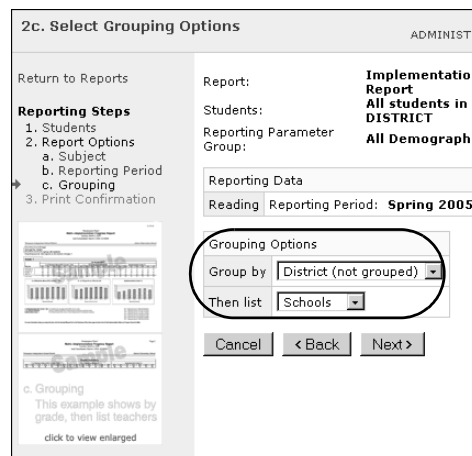 2c. Select Grouping Options
ADMINIST
Return to Reports
Reporting Steps
1. Students
2. Report Options
a. Subject
b. Reporting Period
c. Grouping
3. Print Confirmation
Sample
Sample
c. Grouping
This example shows by
grade, then list teachers
click to view enlarged
Report:
Implementatio
Report
Students:
All students in
DISTRICT
Reporting Parameter
Group:
All Demograph
Reporting Data
Reading Reporting Period: Spring 2005
Grouping Options
Group by District (not grouped)
Then list Schools
Cancel <Back Next>